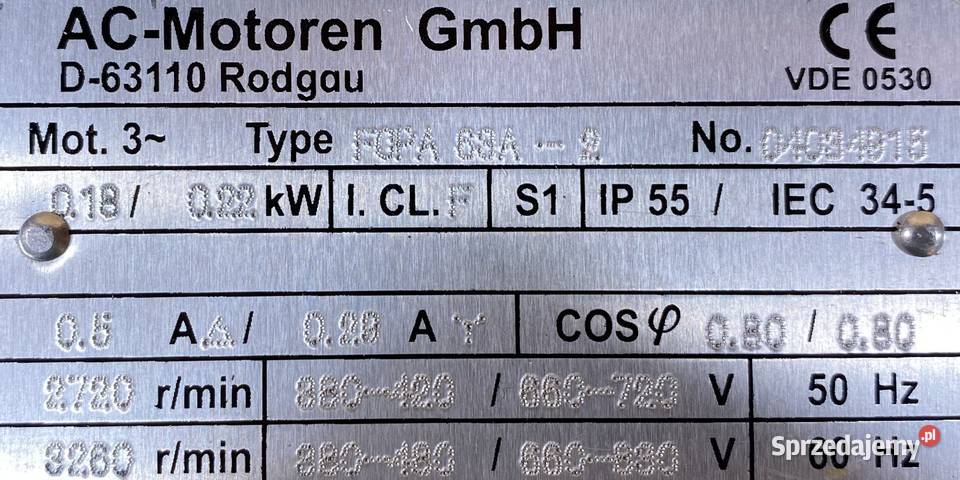 AC-Motoren GmbH CE
D-63110 Rodgau VDE 0530
Mot. 3~ Type FCPA 63A - 2 No.
0.18 / 0.22 kW I. CL. F S1 IP 55 / IEC 34-5
0.5 A △ / 0.29 A Y COS φ 0.80 / 0.80
2720 r/min 380-420 / 660-720 V 50 Hz
3260 r/min 380-480 / 660-830 V 60 Hz
Sprzedajemy.pl